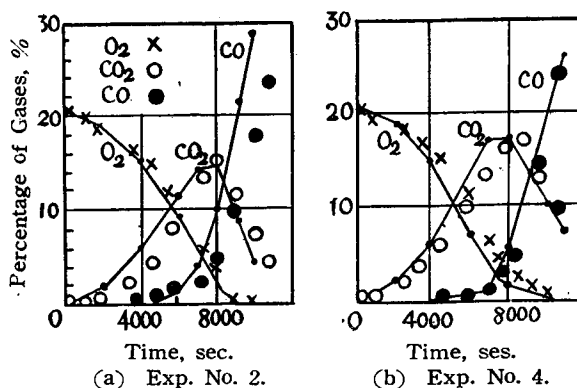 Percentage of Gases, %
30
20
10
0
O2 ×
CO2 ○
CO ●
CO
O2
CO2
0 4000 8000
Time, sec.
(a) Exp. No. 2.
30
20
10
0
CO
CO2
O2
4000 8000
Time, ses.
(b) Exp. No. 4.